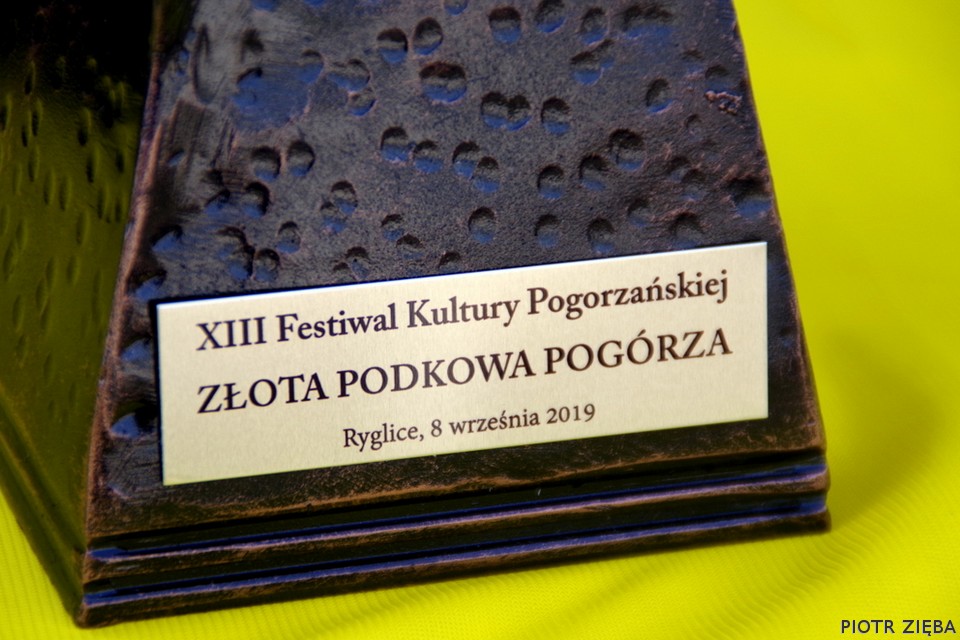 XIII Festiwal Kultury Pogorzańskiej
ZŁOTA PODKOWA POGÓRZA
Ryglice, 8 września 2019
PIOTR ZIĘBA